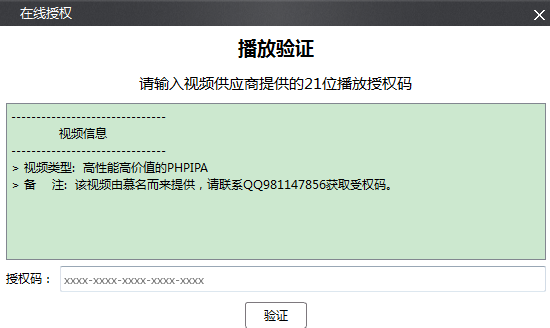 在线授权
播放验证
请输入视频供应商提供的21位播放授权码
------------------------------
视频信息
------------------------------
> 视频类型: 高性能高价值的PHPIPA
> 备 注: 该视频由慕名而来提供，请联系QQ981147856获取受权码。
授权码： xxxx-xxxx-xxxx-xxxx-xxxx
验证